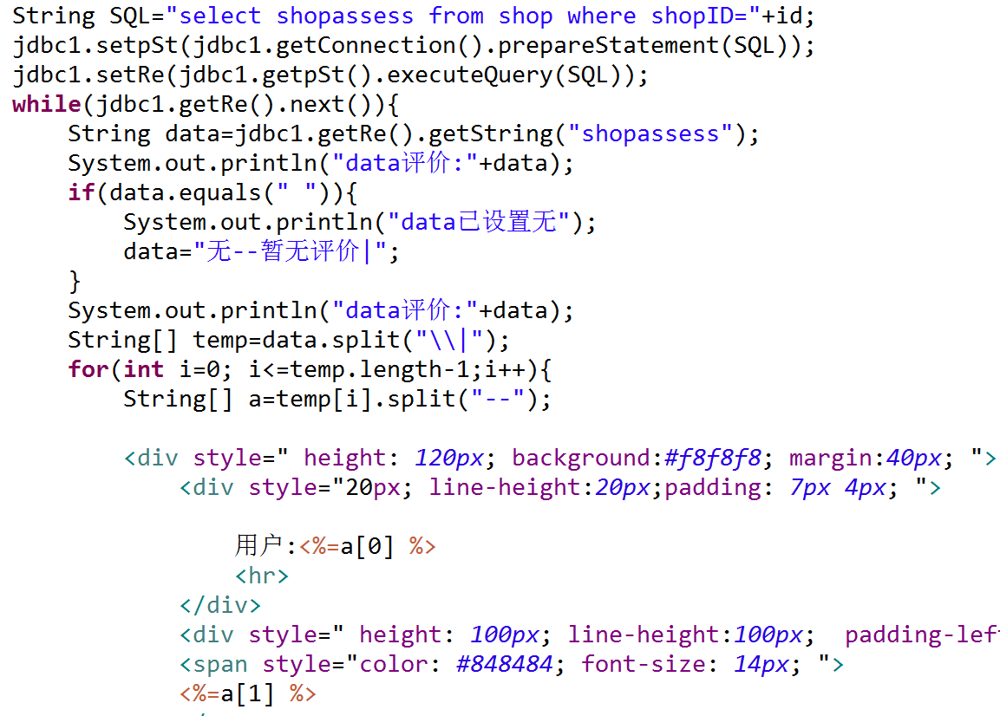 String SQL="select shopassess from shop where shopID="+id;
jdbc1.setpSt(jdbc1.getConnection().prepareStatement(SQL));
jdbc1.setRe(jdbc1.getpSt().executeQuery(SQL));
while(jdbc1.getRe().next()){
    String data=jdbc1.getRe().getString("shopassess");
    System.out.println("data评价:"+data);
    if(data.equals(" ")){
        System.out.println("data已设置无");
        data="无--暂无评价|";
    }
    System.out.println("data评价:"+data);
    String[] temp=data.split("\\|");
    for(int i=0; i<=temp.length-1;i++){
        String[] a=temp[i].split("--");
        <div style=" height: 120px; background:#f8f8f8; margin:40px; ">
            <div style="20px; line-height:20px;padding: 7px 4px; ">
                用户:<%=a[0] %>
                <hr>
            </div>
            <div style=" height: 100px; line-height:100px;  padding-lef
            <span style="color: #848484; font-size: 14px; ">
            <%=a[1] %>